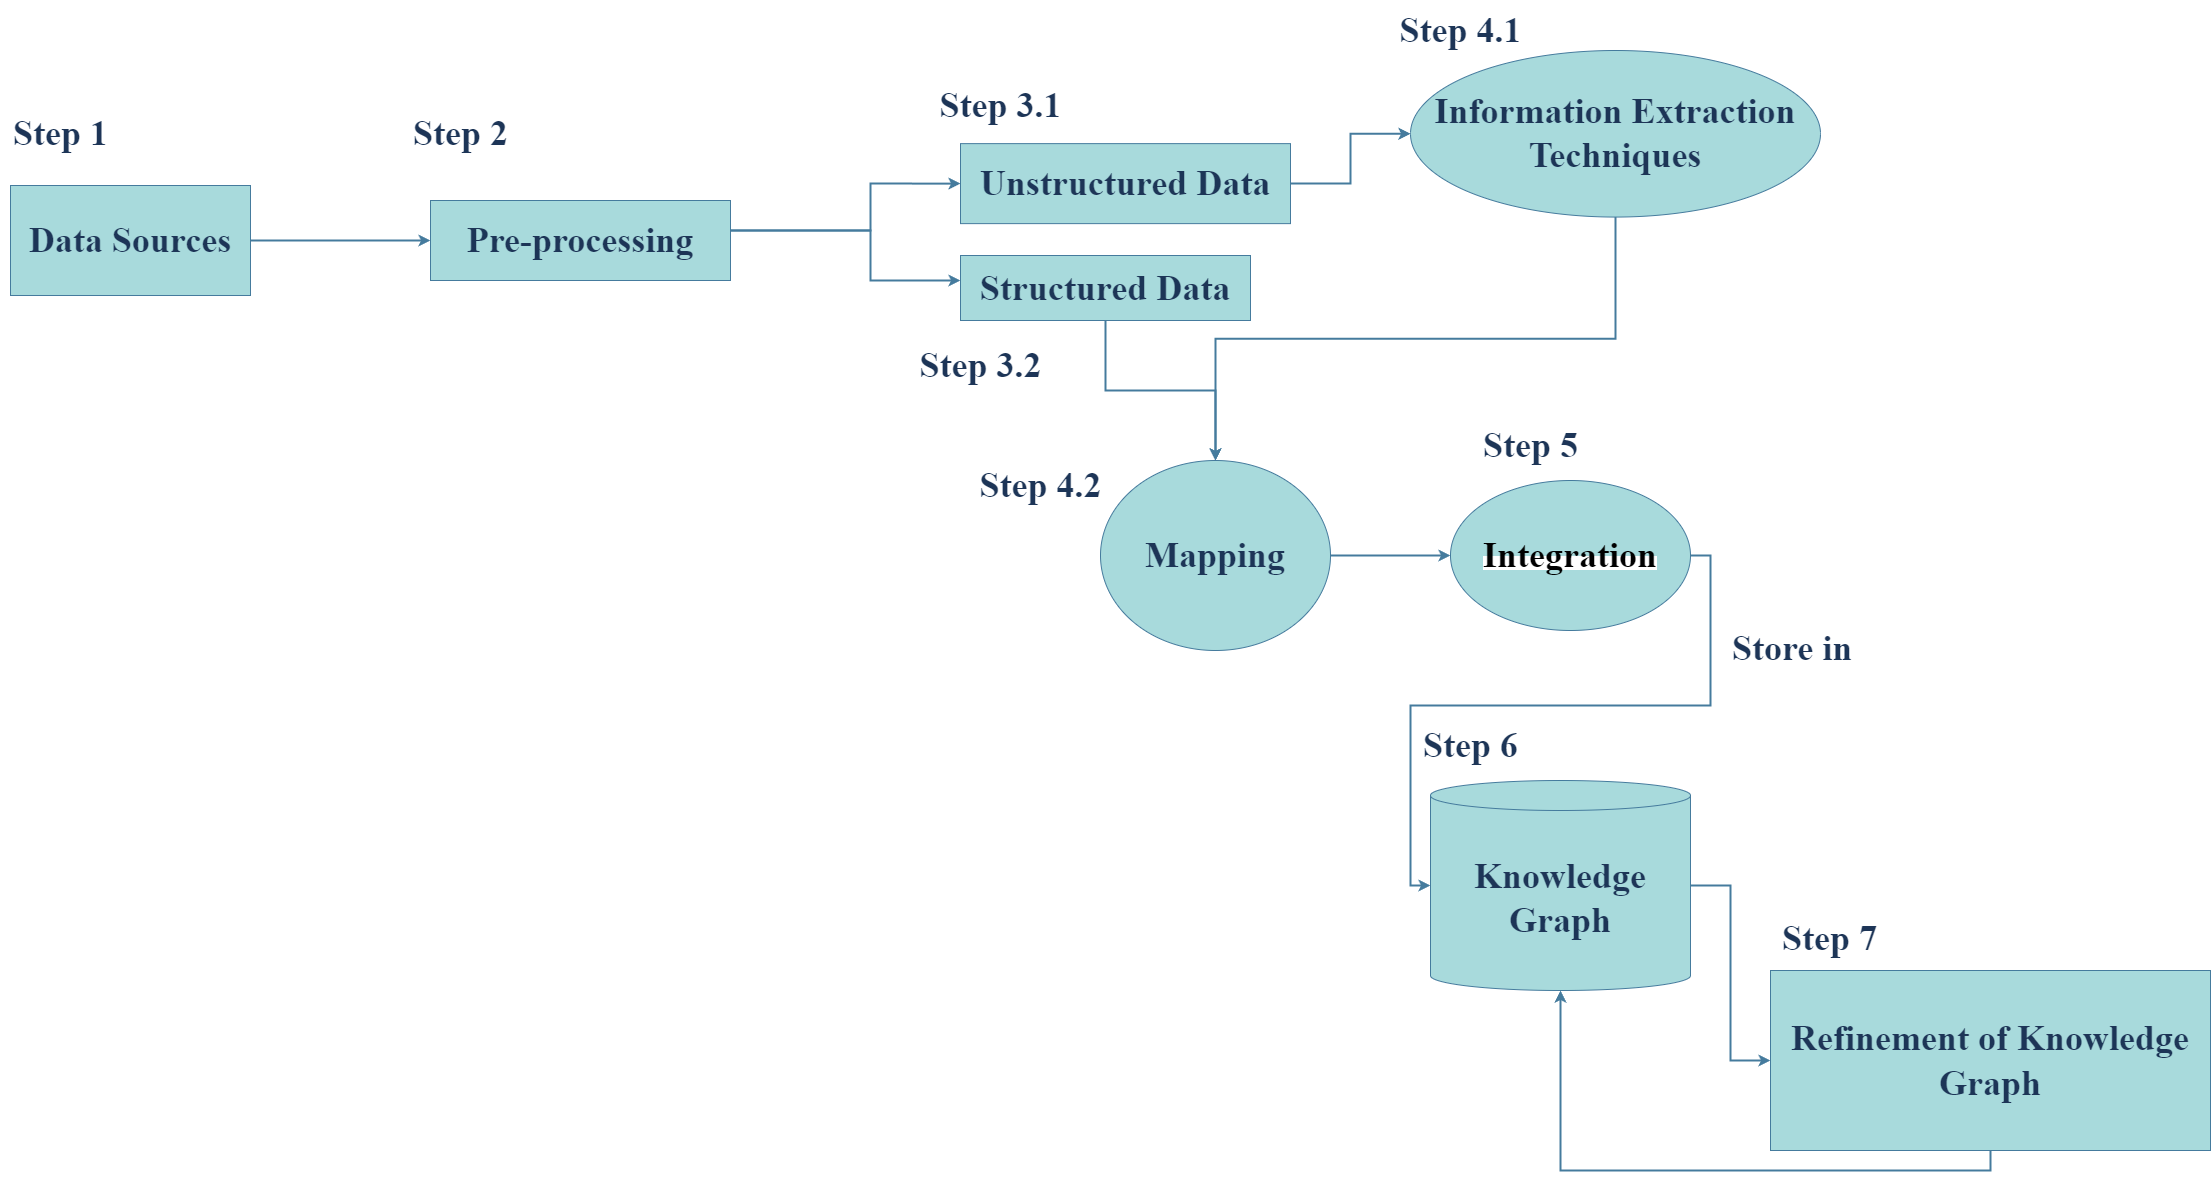 Step 1
Data Sources
Step 2
Pre-processing
Step 3.1
Unstructured Data
Structured Data
Step 3.2
Step 4.1
Information Extraction
Techniques
Step 4.2
Mapping
Step 5
Integration
Store in
Step 6
Knowledge
Graph
Step 7
Refinement of Knowledge
Graph